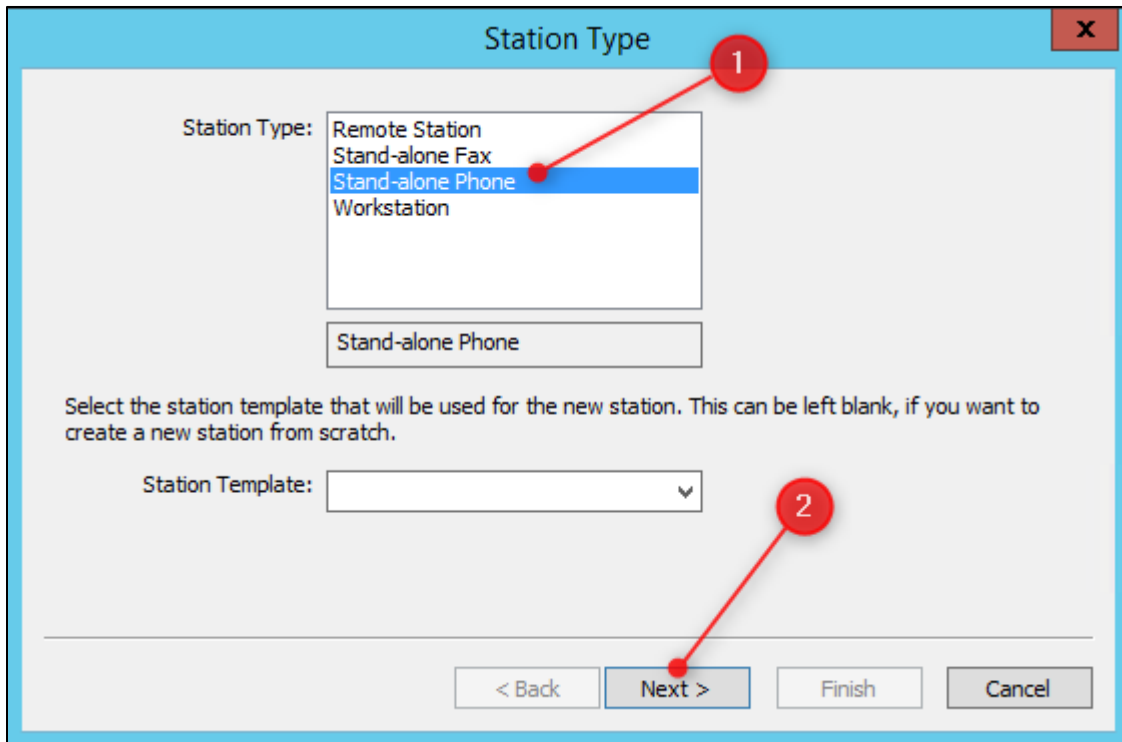 Station Type
x
1
Station Type:
Remote Station
Stand-alone Fax
Stand-alone Phone
Workstation
Stand-alone Phone
Select the station template that will be used for the new station. This can be left blank, if you want to
create a new station from scratch.
Station Template:
2
< Back
Next >
Finish
Cancel